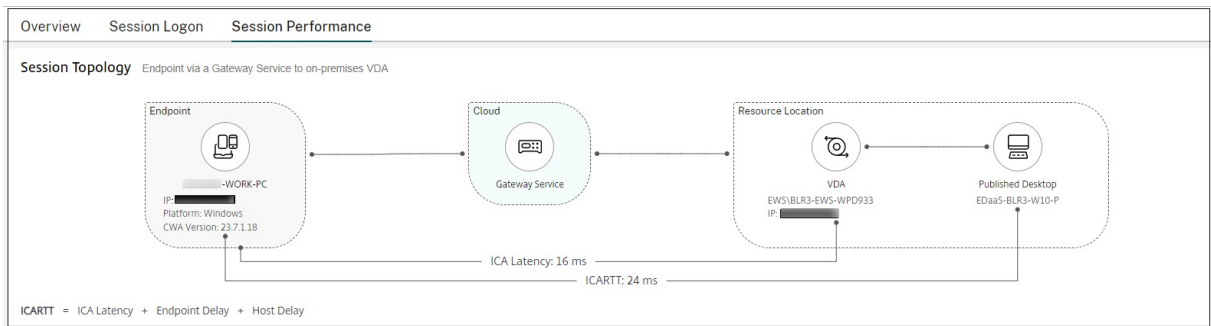 Overview Session Logon Session Performance
Session Topology Endpoint via a Gateway Service to on-premises VDA
Endpoint
Cloud
Resource Location
-WORK-PC
IP:
Platform: Windows
CWA Version: 23.7.1.18
Gateway Service
VDA
EWS\BLR3-EWS-WPD933
IP:
Published Desktop
EDaaS-BLR3-W10-P
ICA Latency: 16 ms
ICARTT: 24 ms
ICARTT = ICA Latency + Endpoint Delay + Host Delay